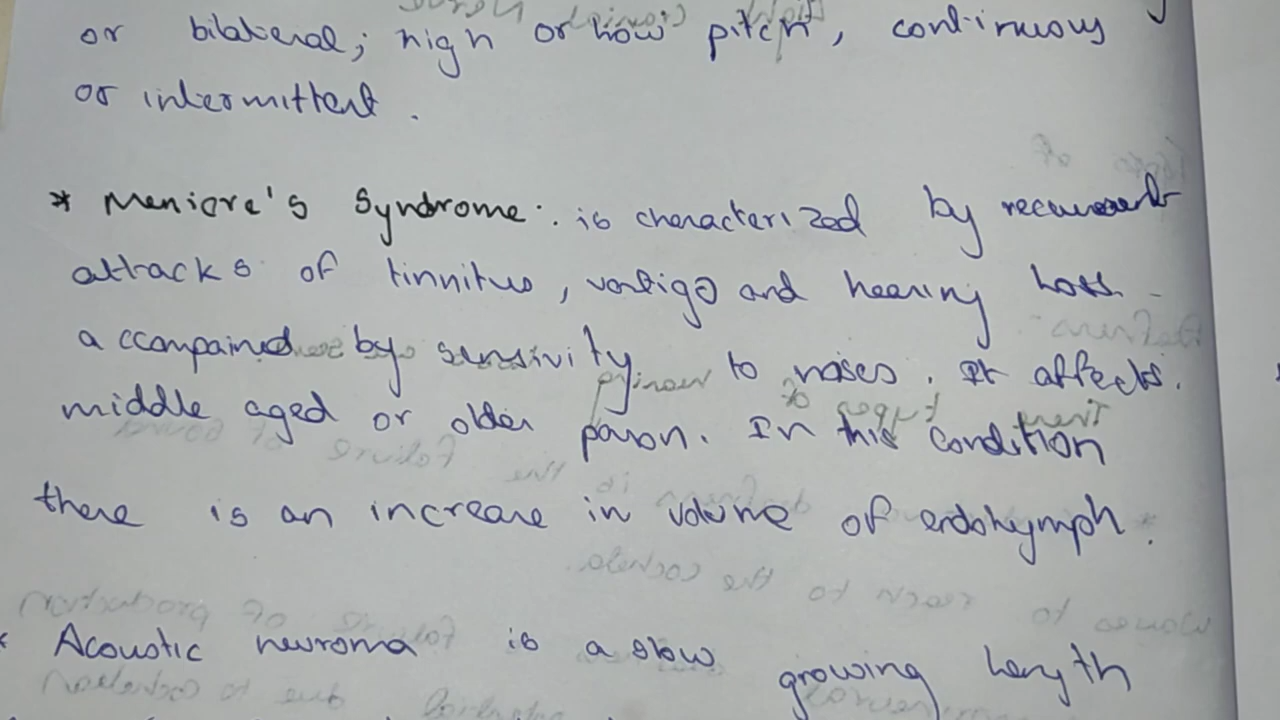 or bilateral; high or low pitch, continuous
or intermittent.
* Meniere's Syndrome: is characterized by recurrent
attacks of tinnitus, vertigo and hearing loss
accompained by sensivity to noises. It affects.
middle aged or older person. In this condition
there is an increase in volume of endolymph.
* Acoustic neuroma is a slow growing length